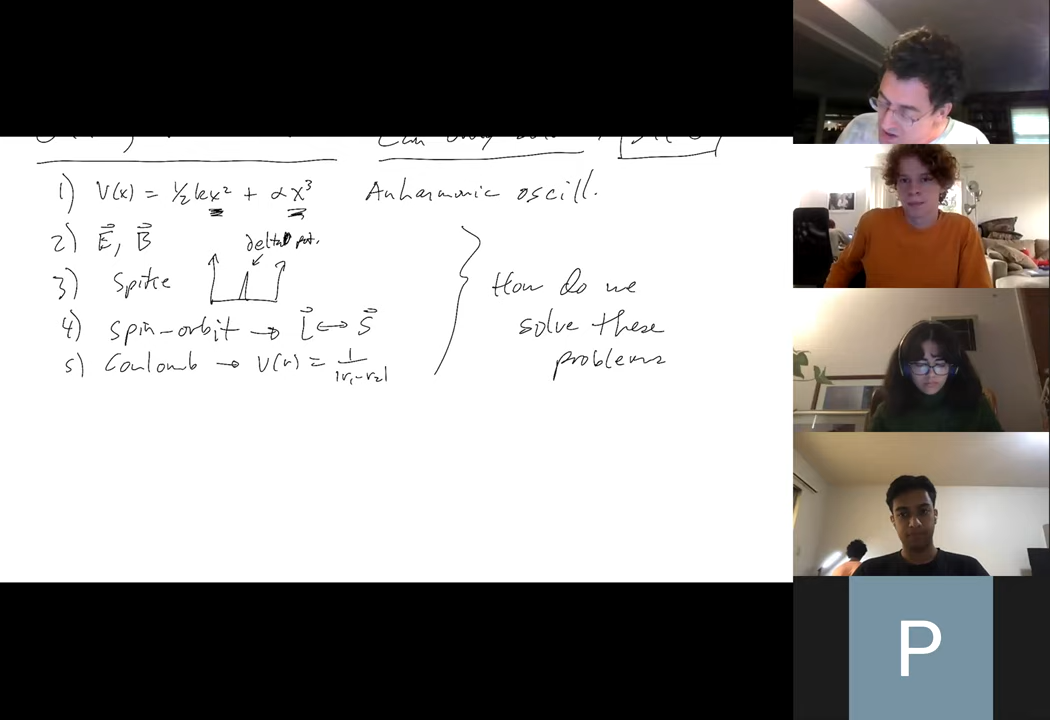 1) V(x) = ½kx² + αx³ Anharmonic oscill.
2) E⃗, B⃗ delta pot.
3) Spike
4) spin-orbit → L⃗ ↔ S⃗
5) Coulomb → V(r) = 1/|r₁-r₂|
How do we
solve these
problems
P